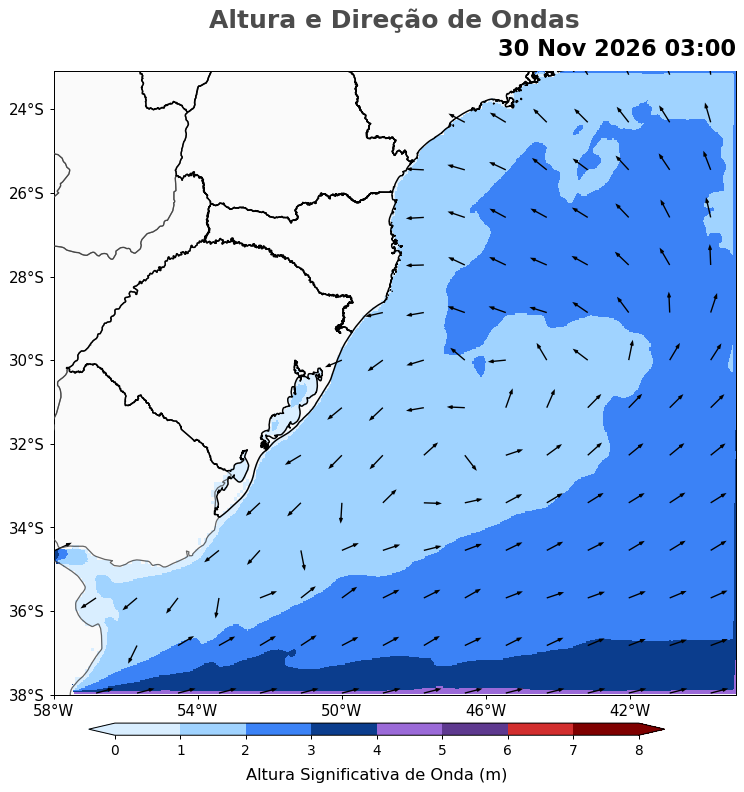 Altura e Direção de Ondas
30 Nov 2026 03:00
24°S
26°S
28°S
30°S
32°S
34°S
36°S
38°S
58°W 54°W 50°W 46°W 42°W
0 1 2 3 4 5 6 7 8
Altura Significativa de Onda (m)